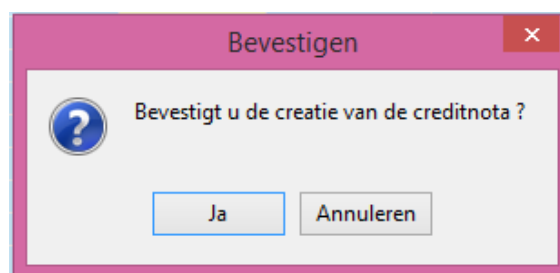 Bevestigen
Bevestigt u de creatie van de creditnota ?
Ja
Annuleren